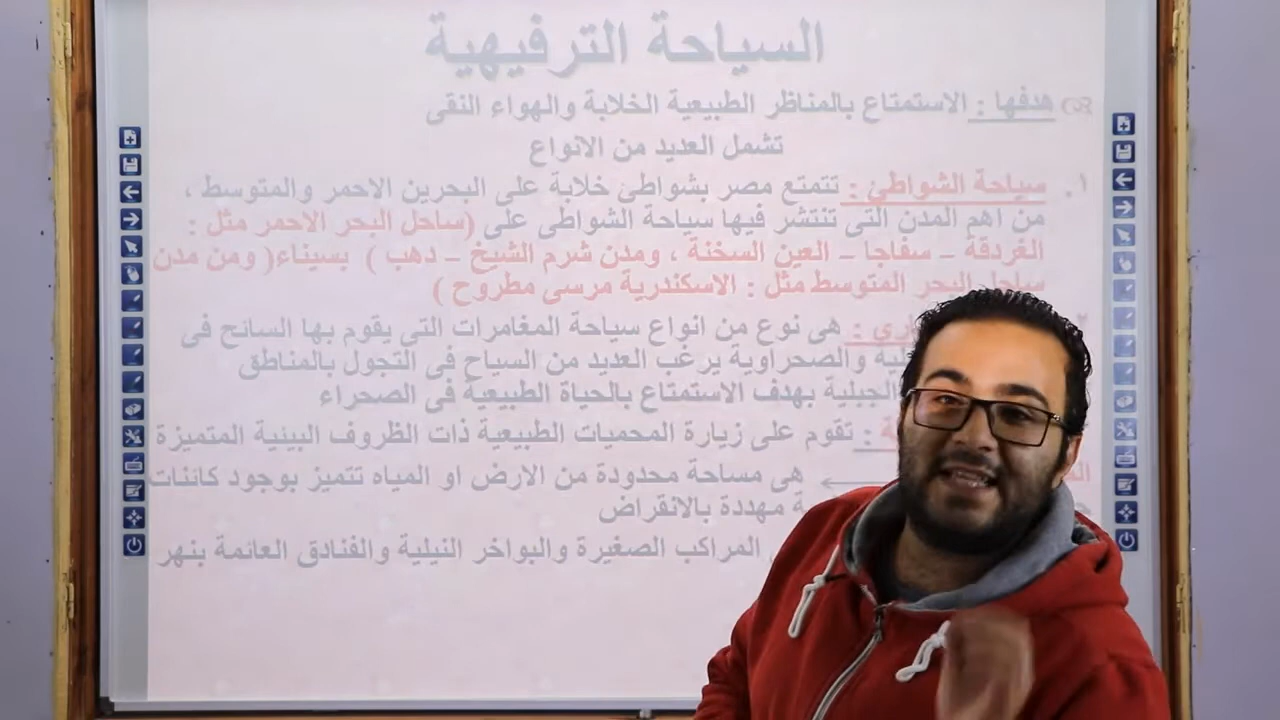 السياحة الترفيهية
هدفها : الاستمتاع بالمناظر الطبيعية الخلابة والهواء النقى
تشمل العديد من الانواع
١. سياحة الشواطئ : تتمتع مصر بشواطئ خلابة على البحرين الاحمر والمتوسط ،
من اهم المدن التى تنتشر فيها سياحة الشواطى على (ساحل البحر الاحمر مثل :
الغردقة – سفاجا – العين السخنة ، ومدن شرم الشيخ – دهب ) بسيناء( ومن مدن
ساحل البحر المتوسط مثل : الاسكندرية مرسى مطروح )
: هى نوع من انواع سياحة المغامرات التى يقوم بها السائح فى
والصحراوية يرغب العديد من السياح فى التجول بالمناطق
الجبلية بهدف الاستمتاع بالحياة الطبيعية فى الصحراء
: تقوم على زيارة المحميات الطبيعية ذات الظروف البيئية المتميزة
هى مساحة محدودة من الارض او المياه تتميز بوجود كائنات
مهددة بالانقراض
المراكب الصغيرة والبواخر النيلية والفنادق العائمة بنهر